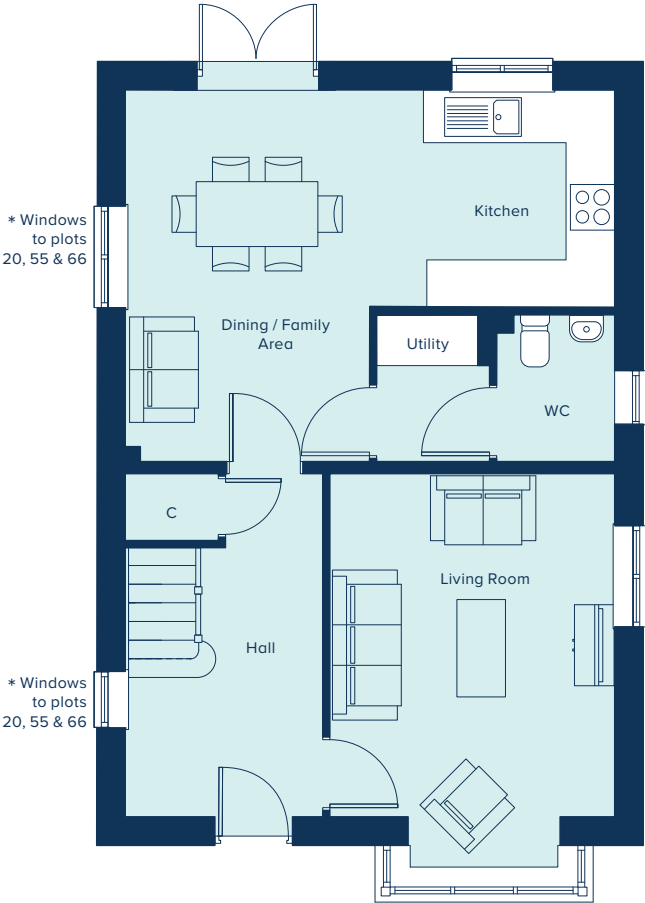 Kitchen
* Windows
to plots
20, 55 & 66
Dining / Family
Area
Utility
WC
C
Living Room
Hall
* Windows
to plots
20, 55 & 66